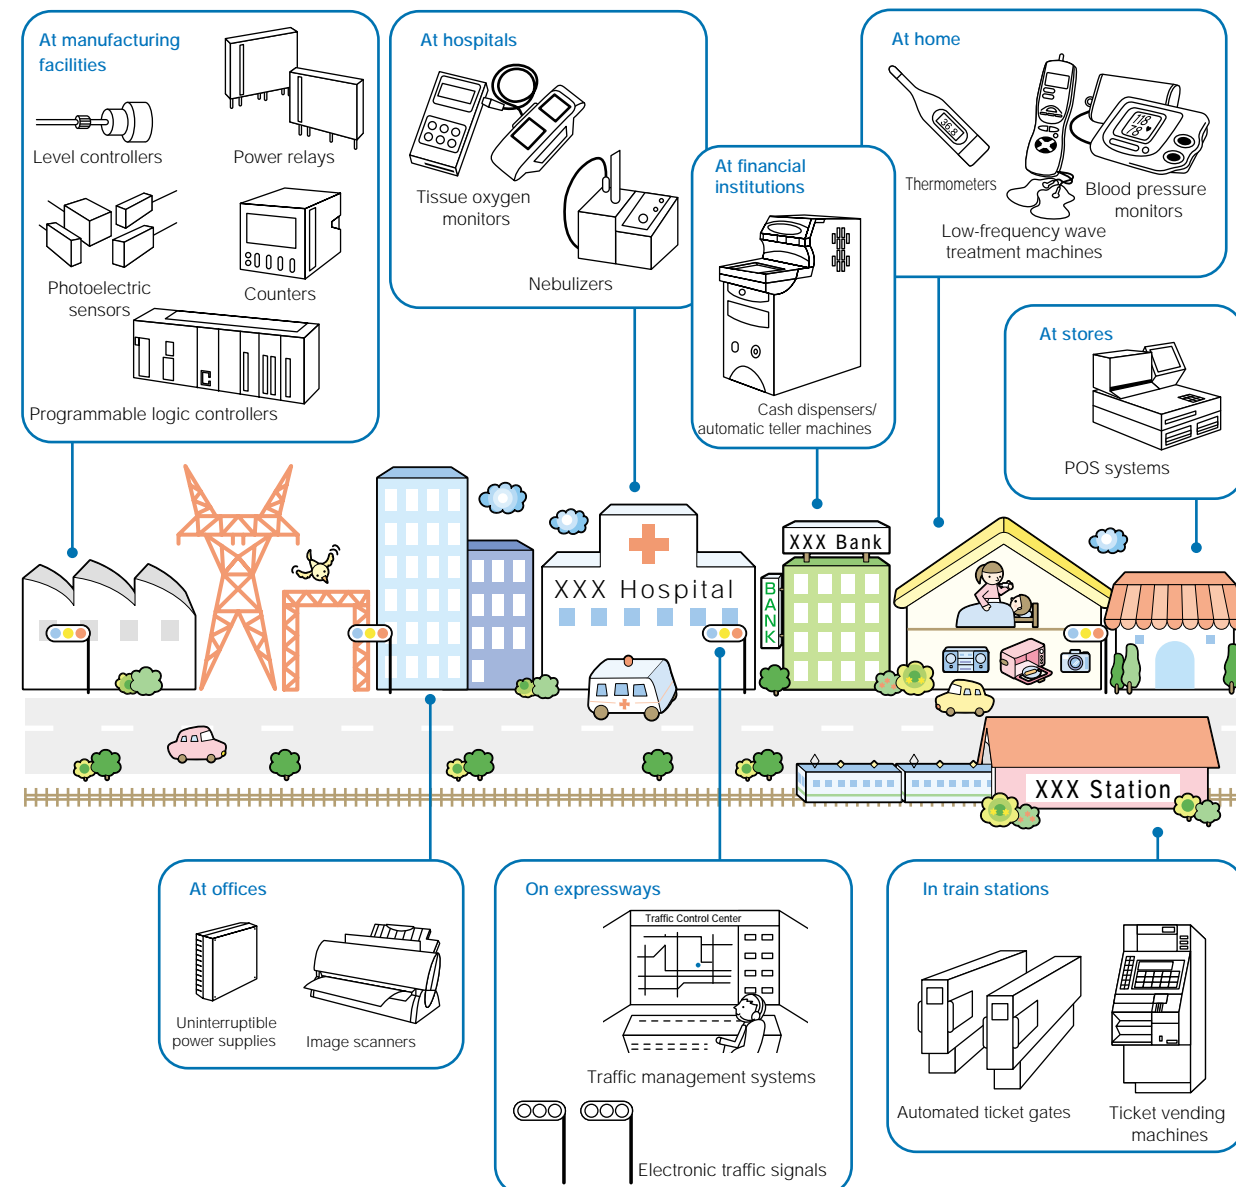 At manufacturing
facilities
Level controllers
Power relays
Photoelectric
sensors
Counters
Programmable logic controllers
At hospitals
Tissue oxygen
monitors
Nebulizers
At financial
institutions
Cash dispensers/
automatic teller machines
At home
36.8
118
78
Thermometers
Blood pressure
monitors
Low-frequency wave
treatment machines
At stores
POS systems
XXX Hospital
XXX Bank
BANK
XXX Station
At offices
Uninterruptible
power supplies
Image scanners
On expressways
Traffic Control Center
Traffic management systems
Electronic traffic signals
In train stations
Automated ticket gates
Ticket vending
machines